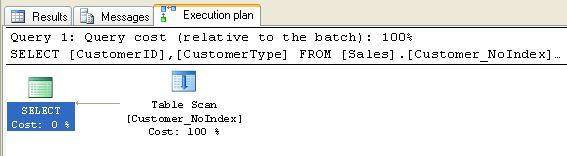 Results Messages Execution plan
Query 1: Query cost (relative to the batch): 100%
SELECT [CustomerID],[CustomerType] FROM [Sales].[Customer_NoIndex]…
SELECT
Cost: 0 %
Table Scan
[Customer_NoIndex]
Cost: 100 %